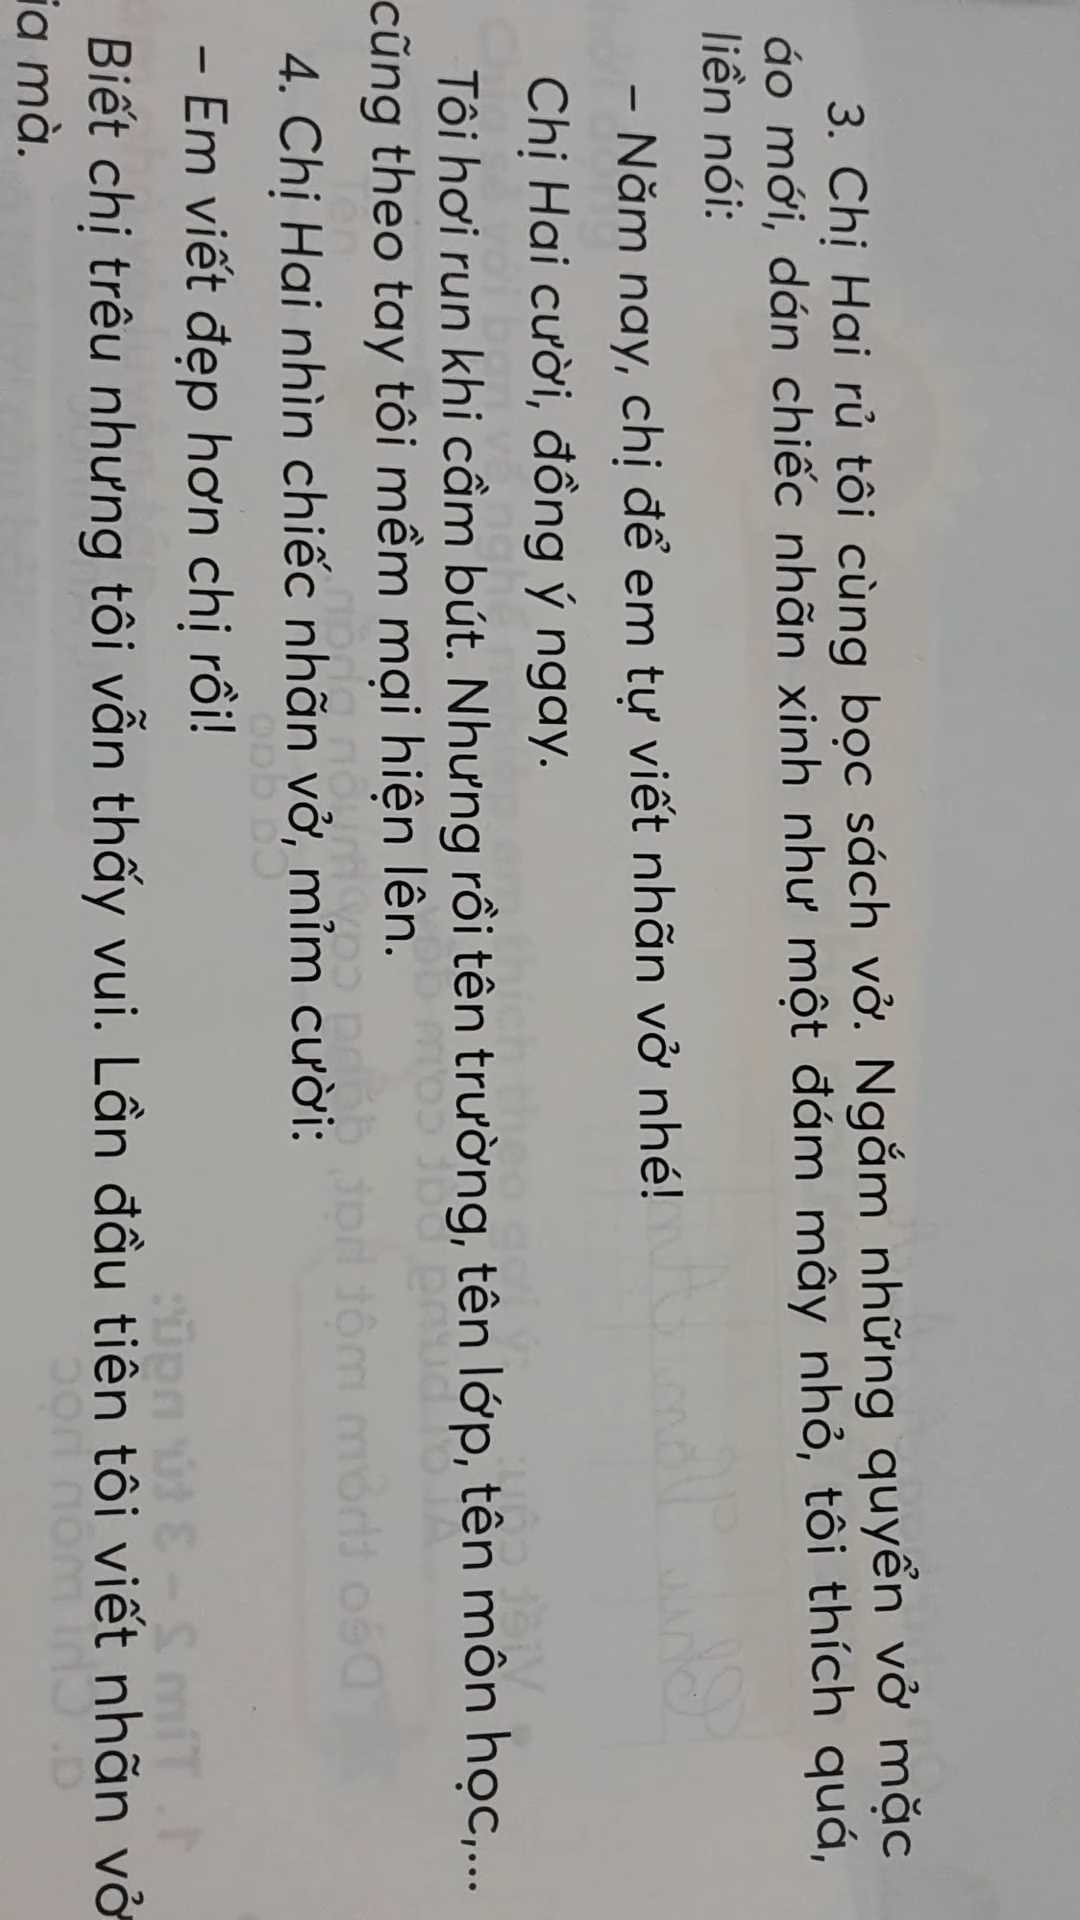 3. Chị Hai rủ tôi cùng bọc sách vở. Ngắm những quyển vở mặc
áo mới, dán chiếc nhãn xinh như một đám mây nhỏ, tôi thích quá,
liền nói:
– Năm nay, chị để em tự viết nhãn vở nhé!
Chị Hai cười, đồng ý ngay.
Tôi hơi run khi cầm bút. Nhưng rồi tên trường, tên lớp, tên môn học,...
cũng theo tay tôi mềm mại hiện lên.
4. Chị Hai nhìn chiếc nhãn vở, mỉm cười:
– Em viết đẹp hơn chị rồi!
Biết chị trêu nhưng tôi vẫn thấy vui. Lần đầu tiên tôi viết nhãn vở
mà.